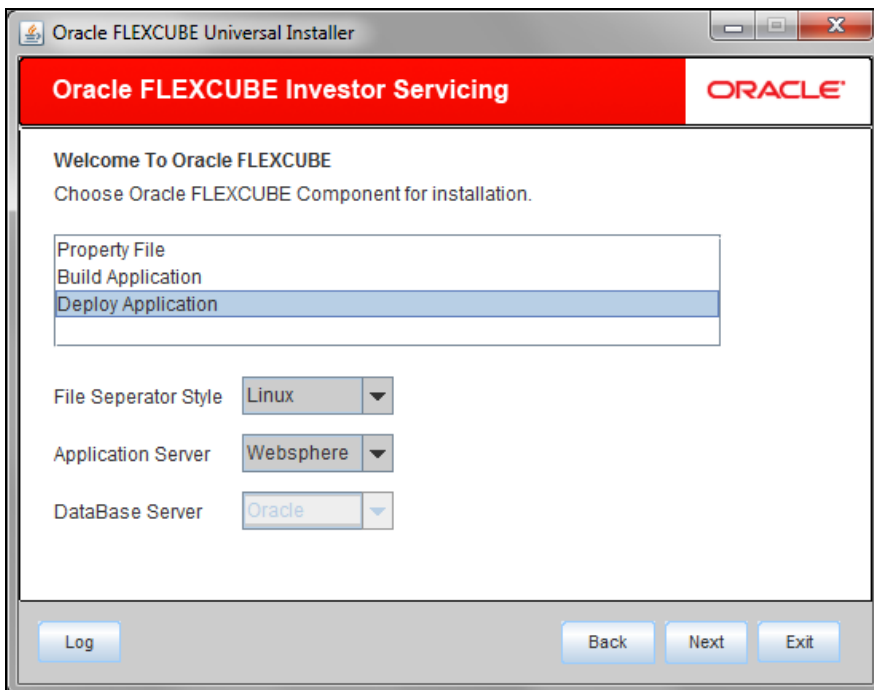 Oracle FLEXCUBE Universal Installer
Oracle FLEXCUBE Investor Servicing
ORACLE
Welcome To Oracle FLEXCUBE
Choose Oracle FLEXCUBE Component for installation.
Property File
Build Application
Deploy Application
File Seperator Style Linux
Application Server Websphere
DataBase Server Oracle
Log Back Next Exit